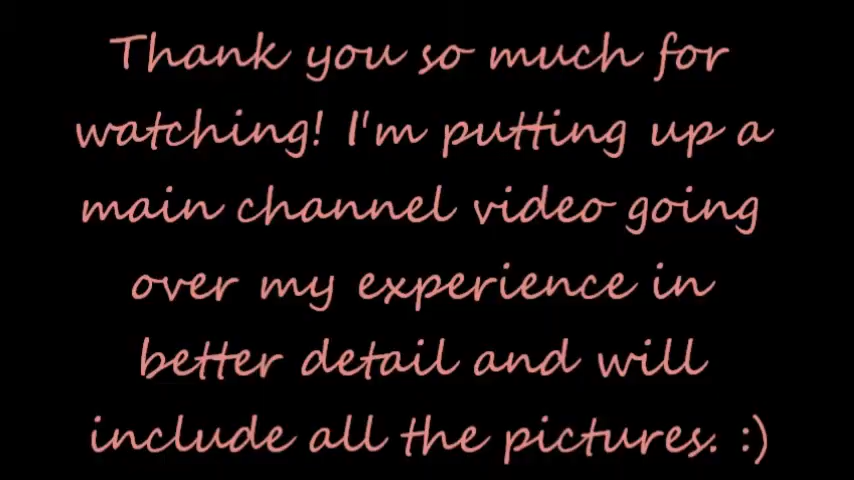 Thank you so much for
watching! I'm putting up a
main channel video going
over my experience in
better detail and will
include all the pictures. :)